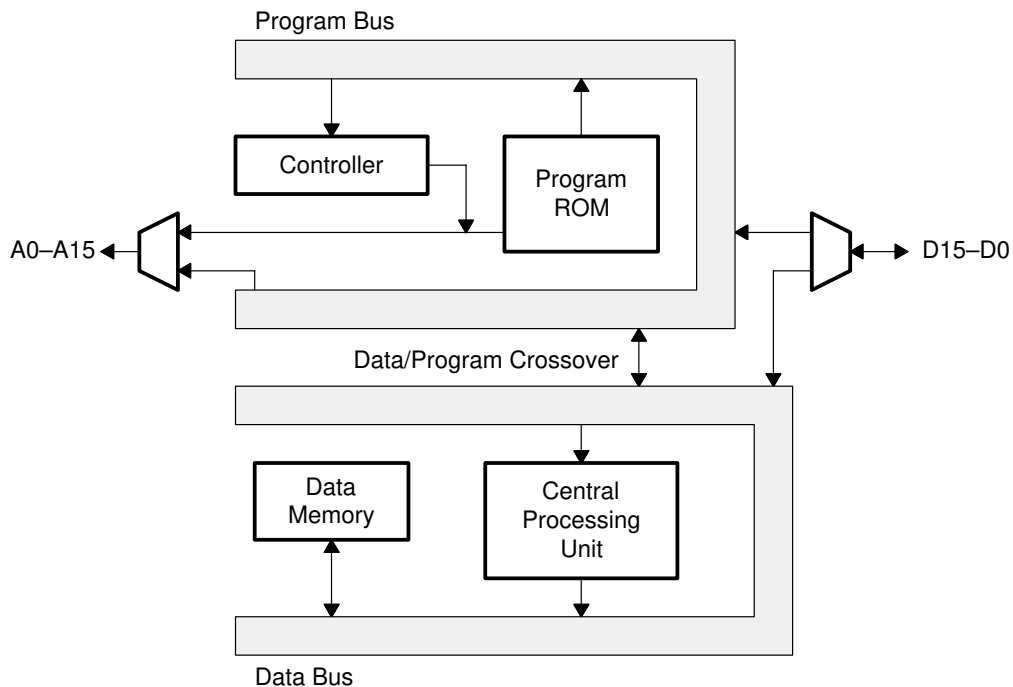 Program Bus
Controller
Program
ROM
A0–A15
D15–D0
Data/Program Crossover
Data
Memory
Central
Processing
Unit
Data Bus